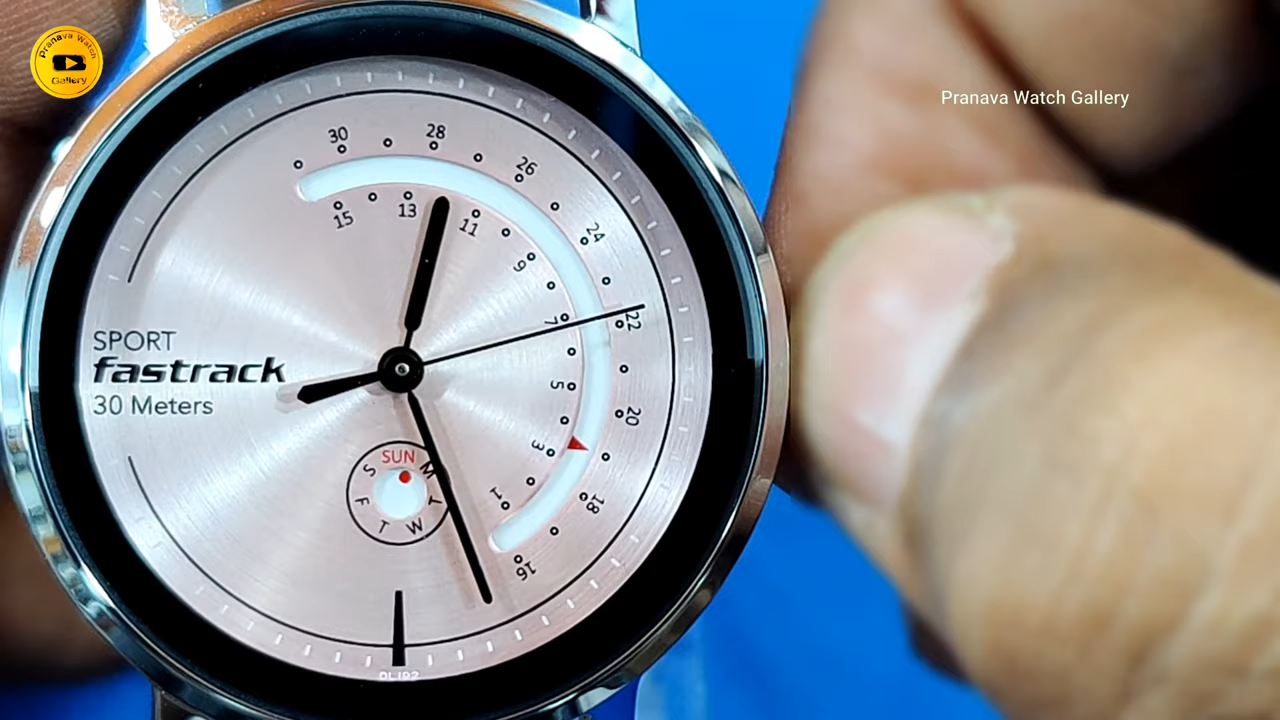 Pranava Watch
Gallery
Pranava Watch Gallery
30
28
26
24
22
20
18
16
15
13
11
9
7
5
3
1
SPORT
fastrack
30 Meters
SUN
M
T
W
T
F
S